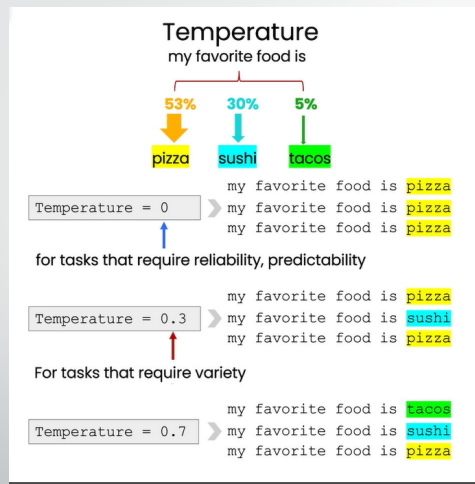 Temperature
my favorite food is
53% 30% 5%
pizza sushi tacos
my favorite food is pizza
Temperature = 0 my favorite food is pizza
my favorite food is pizza
for tasks that require reliability, predictability
my favorite food is pizza
Temperature = 0.3 my favorite food is sushi
my favorite food is pizza
For tasks that require variety
my favorite food is tacos
Temperature = 0.7 my favorite food is sushi
my favorite food is pizza